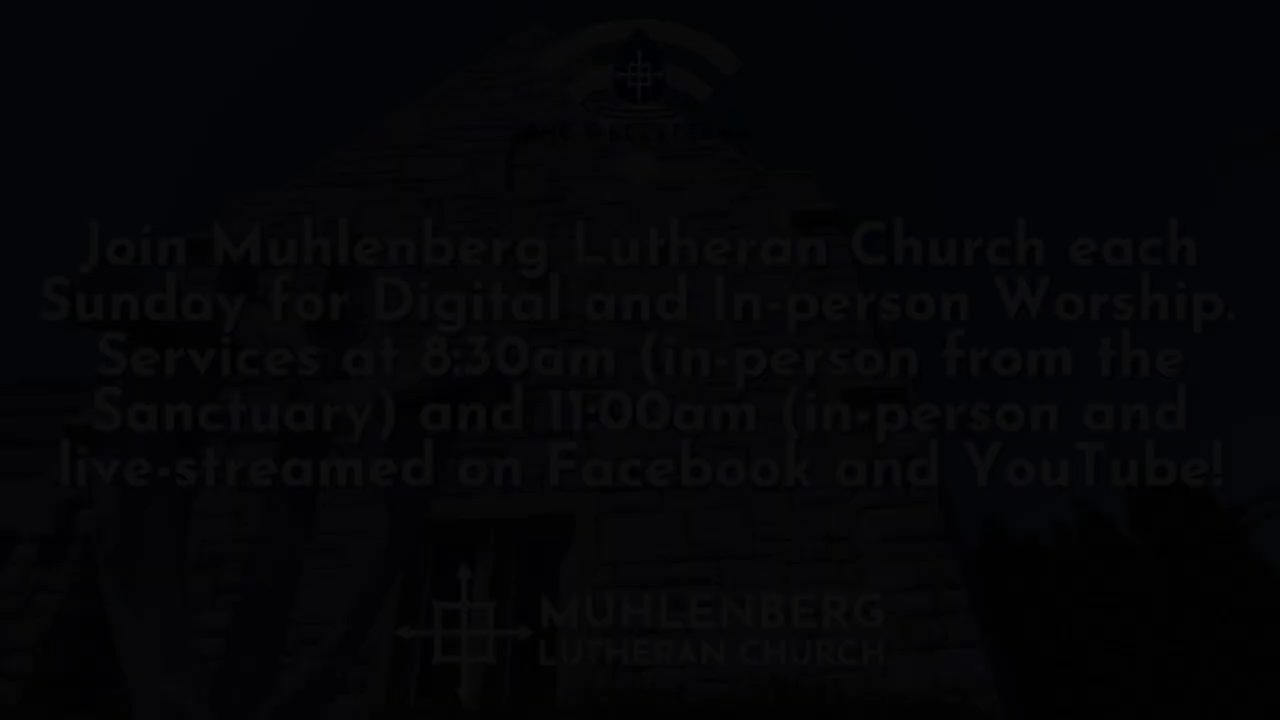 Join Muhlenberg Lutheran Church each
Sunday for Digital and In-person Worship.
Services at 8:30am (in-person from the
Sanctuary) and 11:00am (in-person and
live-streamed on Facebook and YouTube!
MUHLENBERG
LUTHERAN CHURCH